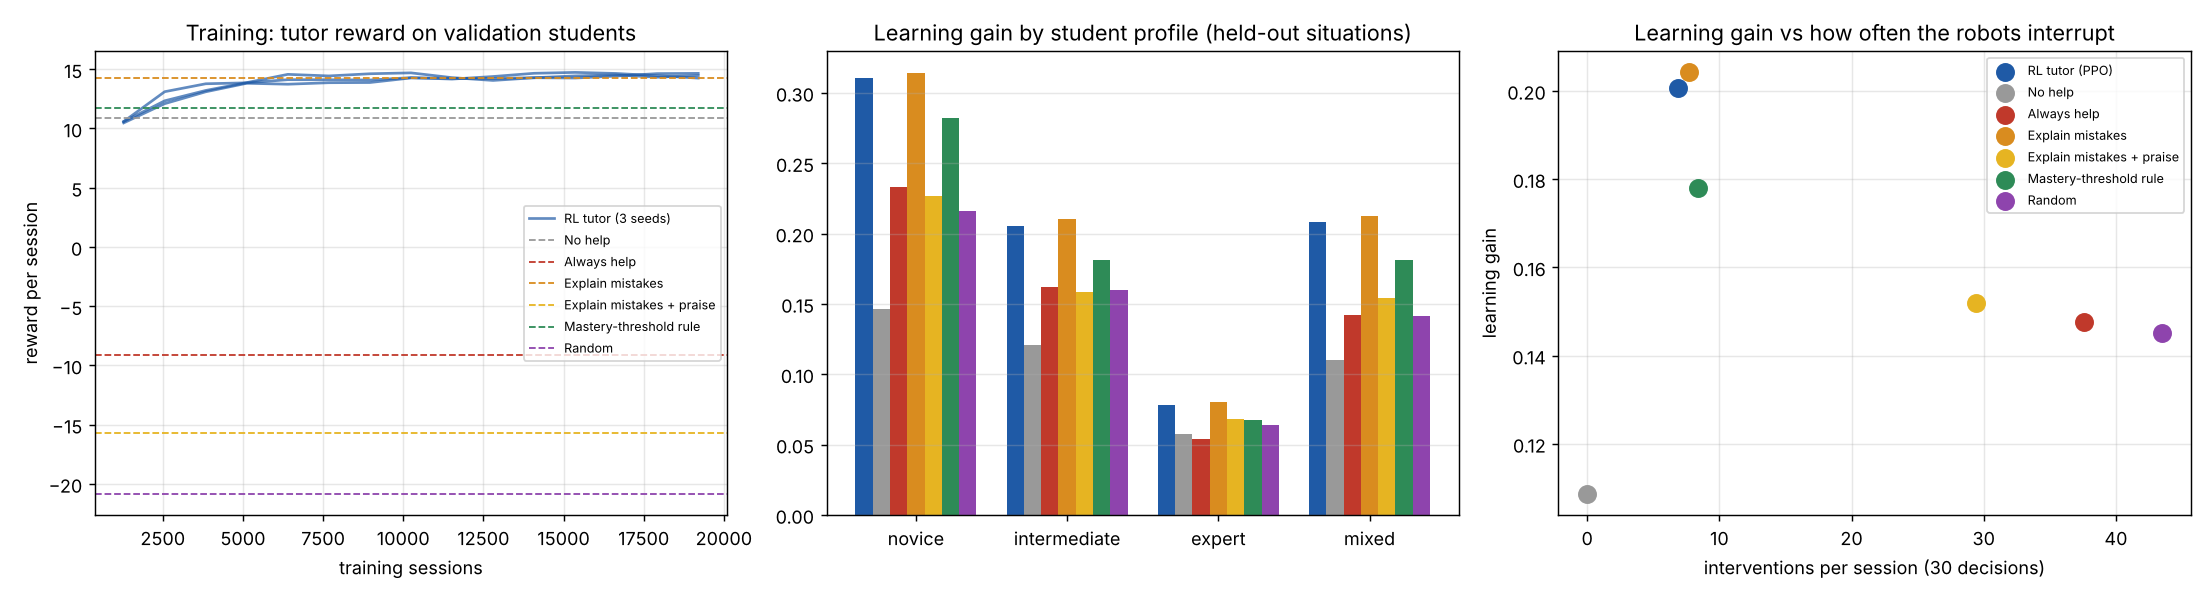 Training: tutor reward on validation students
reward per session
15
10
5
0
−5
−10
−15
−20
RL tutor (3 seeds)
No help
Always help
Explain mistakes
Explain mistakes + praise
Mastery-threshold rule
Random
2500 5000 7500 10000 12500 15000 17500 20000
training sessions
Learning gain by student profile (held-out situations)
0.30
0.25
0.20
0.15
0.10
0.05
0.00
novice intermediate expert mixed
Learning gain vs how often the robots interrupt
learning gain
0.20
0.18
0.16
0.14
0.12
RL tutor (PPO)
No help
Always help
Explain mistakes
Explain mistakes + praise
Mastery-threshold rule
Random
0 10 20 30 40
interventions per session (30 decisions)